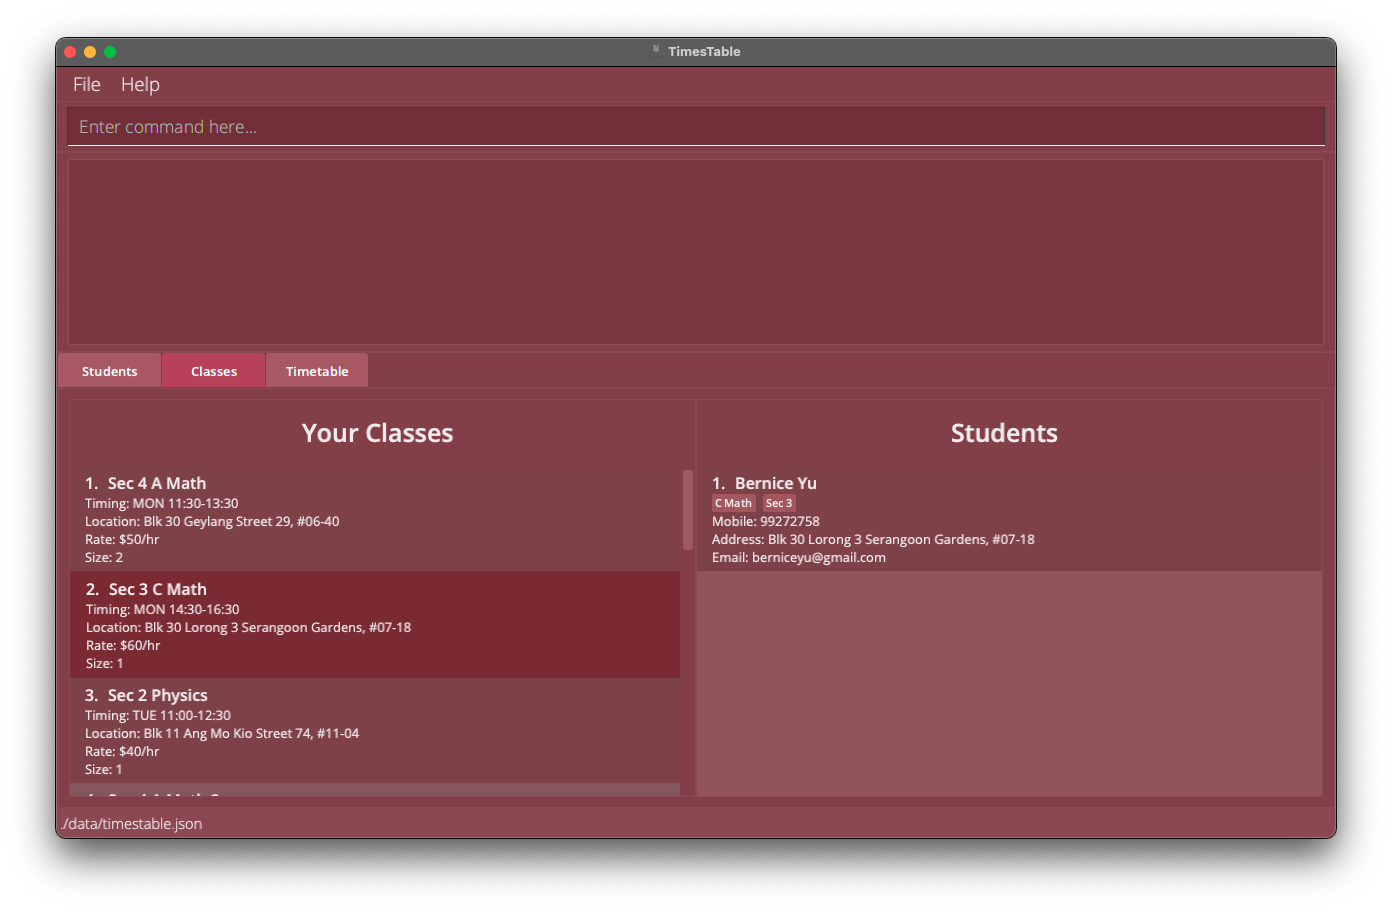 TimesTable
File Help
Enter command here...
Students Classes Timetable
Your Classes
1. Sec 4 A Math
Timing: MON 11:30-13:30
Location: Blk 30 Geylang Street 29, #06-40
Rate: $50/hr
Size: 2
2. Sec 3 C Math
Timing: MON 14:30-16:30
Location: Blk 30 Lorong 3 Serangoon Gardens, #07-18
Rate: $60/hr
Size: 1
3. Sec 2 Physics
Timing: TUE 11:00-12:30
Location: Blk 11 Ang Mo Kio Street 74, #11-04
Rate: $40/hr
Size: 1
Students
1. Bernice Yu
C Math Sec 3
Mobile: 99272758
Address: Blk 30 Lorong 3 Serangoon Gardens, #07-18
Email: berniceyu@gmail.com
./data/timestable.json